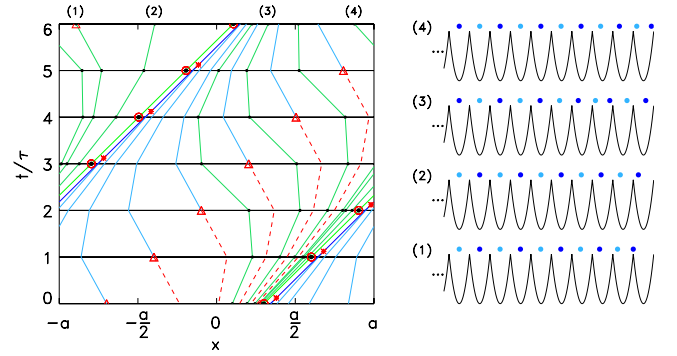 (1) (2) (3) (4)
6
5
4
3
2
1
0
t/τ
−a
−a/2
0
a/2
a
x
(4)
...
(3)
...
(2)
...
(1)
...